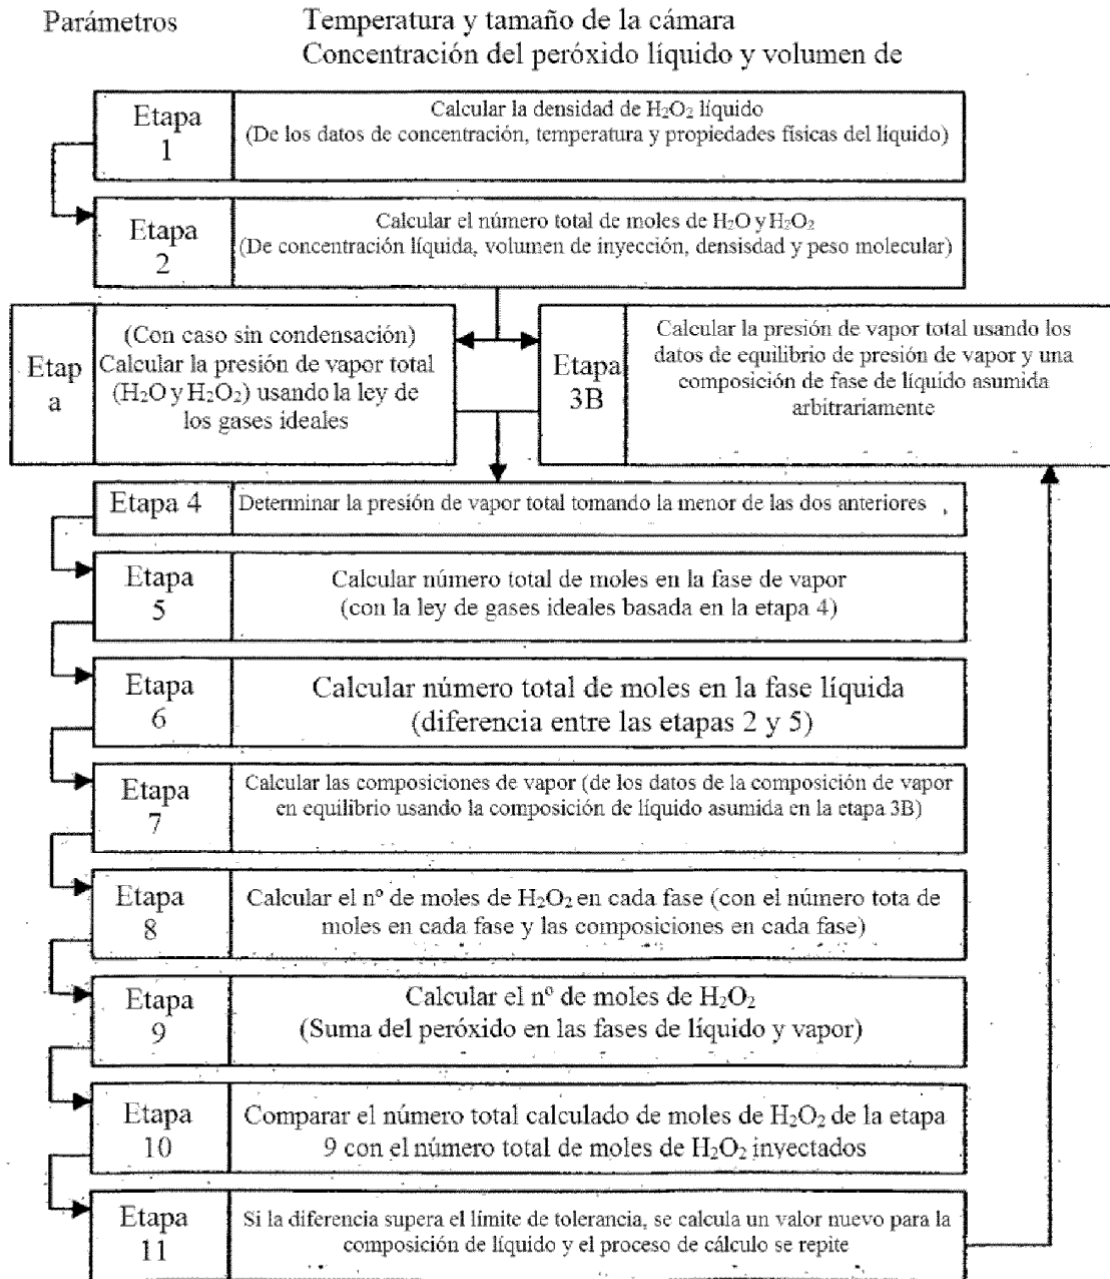 Parámetros
Temperatura y tamaño de la cámara
Concentración del peróxido líquido y volumen de
Etapa
1
Calcular la densidad de H₂O₂ líquido
(De los datos de concentración, temperatura y propiedades físicas del líquido)
Etapa
2
Calcular el número total de moles de H₂O y H₂O₂
(De concentración líquida, volumen de inyección, densisdad y peso molecular)
Etap
a
(Con caso sin condensación)
Calcular la presión de vapor total
(H₂O y H₂O₂) usando la ley de
los gases ideales
Etapa
3B
Calcular la presión de vapor total usando los
datos de equilibrio de presión de vapor y una
composición de fase de líquido asumida
arbitrariamente
Etapa 4
Determinar la presión de vapor total tomando la menor de las dos anteriores
Etapa
5
Calcular número total de moles en la fase de vapor
(con la ley de gases ideales basada en la etapa 4)
Etapa
6
Calcular número total de moles en la fase líquida
(diferencia entre las etapas 2 y 5)
Etapa
7
Calcular las composiciones de vapor (de los datos de la composición de vapor
en equilibrio usando la composición de líquido asumida en la etapa 3B)
Etapa
8
Calcular el nº de moles de H₂O₂ en cada fase (con el número tota de
moles en cada fase y las composiciones en cada fase)
Etapa
9
Calcular el nº de moles de H₂O₂
(Suma del peróxido en las fases de líquido y vapor)
Etapa
10
Comparar el número total calculado de moles de H₂O₂ de la etapa
9 con el número total de moles de H₂O₂ inyectados
Etapa
11
Si la diferencia supera el límite de tolerancia, se calcula un valor nuevo para la
composición de líquido y el proceso de cálculo se repite